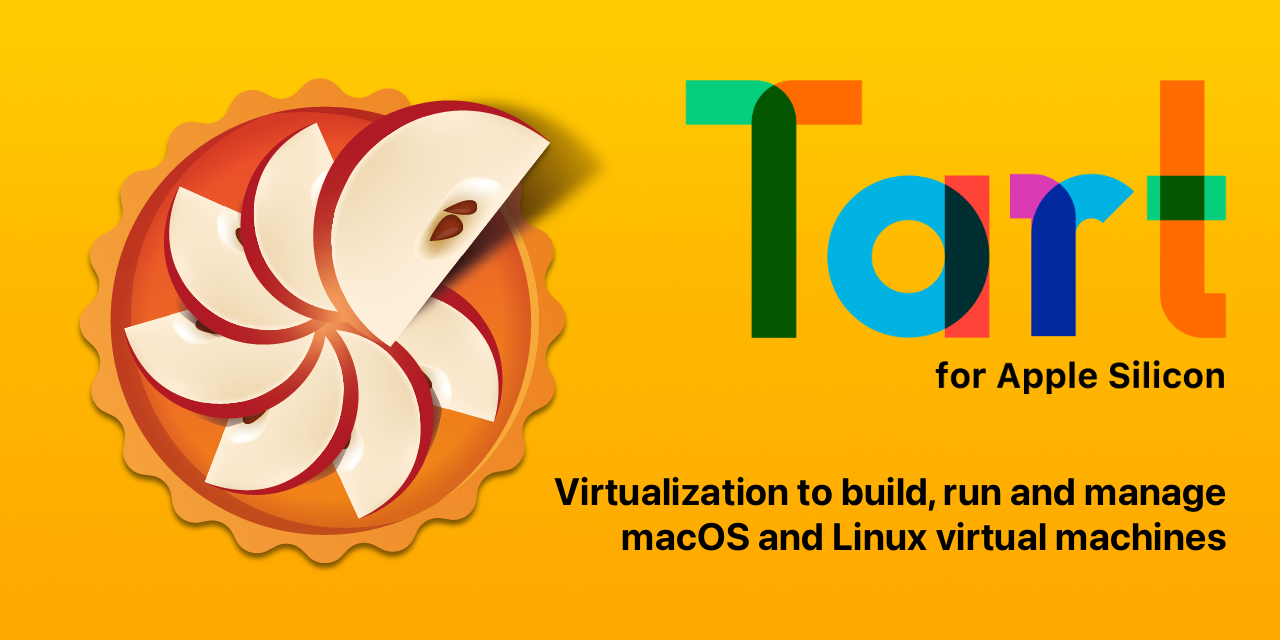 Tart
for Apple Silicon
Virtualization to build, run and manage
macOS and Linux virtual machines